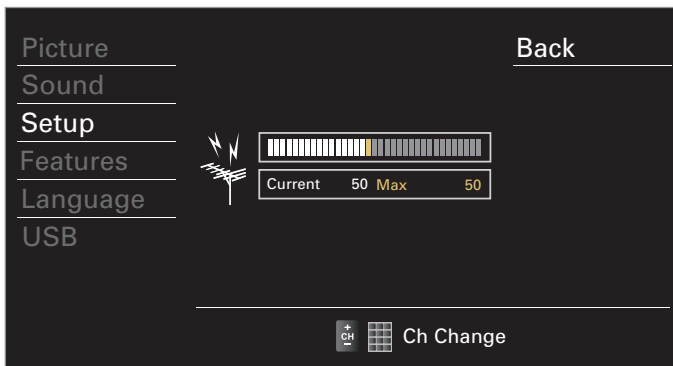 Picture
Sound
Setup
Features
Language
USB
Back
Current 50 Max 50
+
CH
−
Ch Change